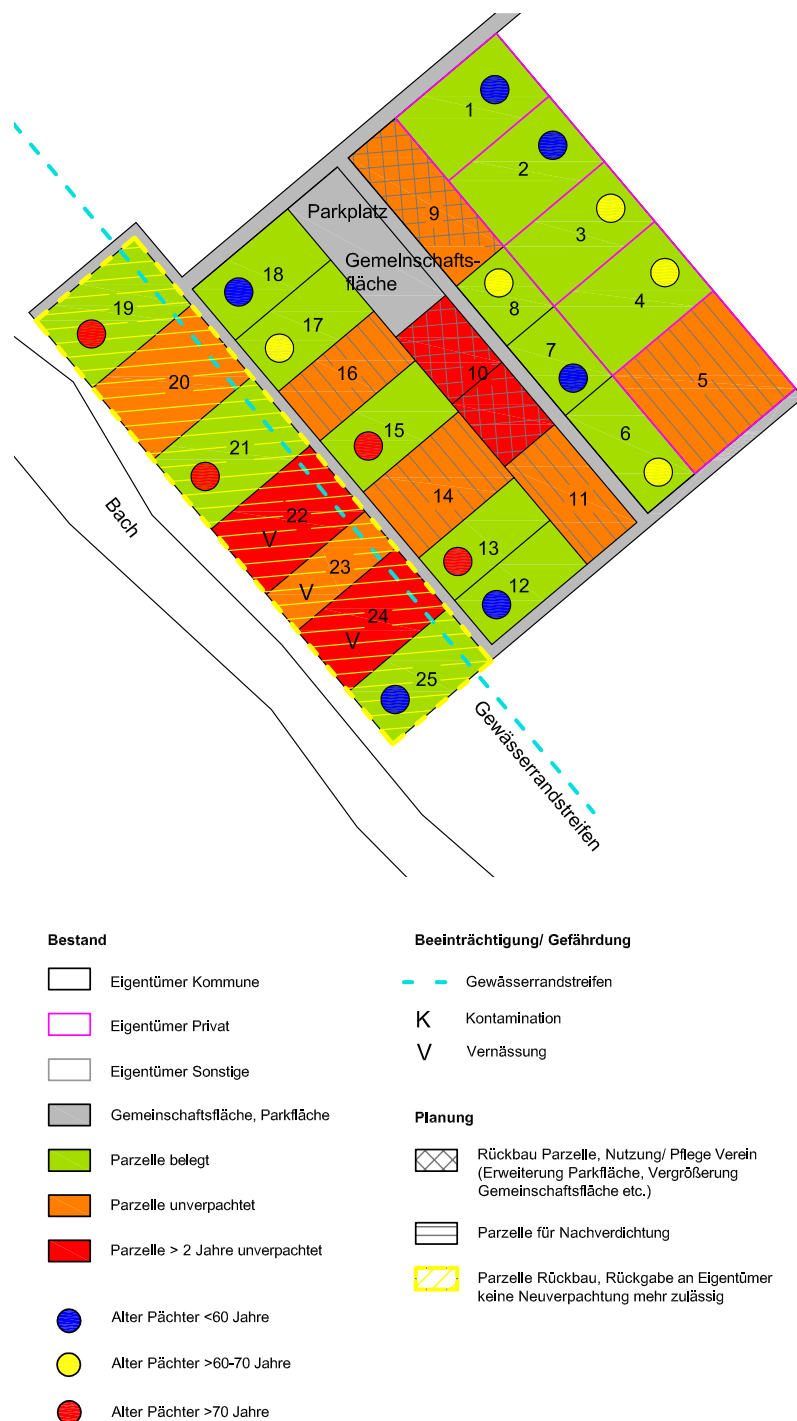 1
2
3
4
5
6
7
8
9
Parkplatz
Gemeinschafts-
fläche
10
11
12
13
14
15
16
17
18
19
20
21
22
V
23
V
24
V
25
Bach
Gewässerrandstreifen
Bestand
Eigentümer Kommune
Eigentümer Privat
Eigentümer Sonstige
Gemeinschaftsfläche, Parkfläche
Parzelle belegt
Parzelle unverpachtet
Parzelle > 2 Jahre unverpachtet
Alter Pächter <60 Jahre
Alter Pächter >60-70 Jahre
Alter Pächter >70 Jahre
Beeinträchtigung/ Gefährdung
Gewässerrandstreifen
K Kontamination
V Vernässung
Planung
Rückbau Parzelle, Nutzung/ Pflege Verein
(Erweiterung Parkfläche, Vergrößerung
Gemeinschaftsfläche etc.)
Parzelle für Nachverdichtung
Parzelle Rückbau, Rückgabe an Eigentümer
keine Neuverpachtung mehr zulässig